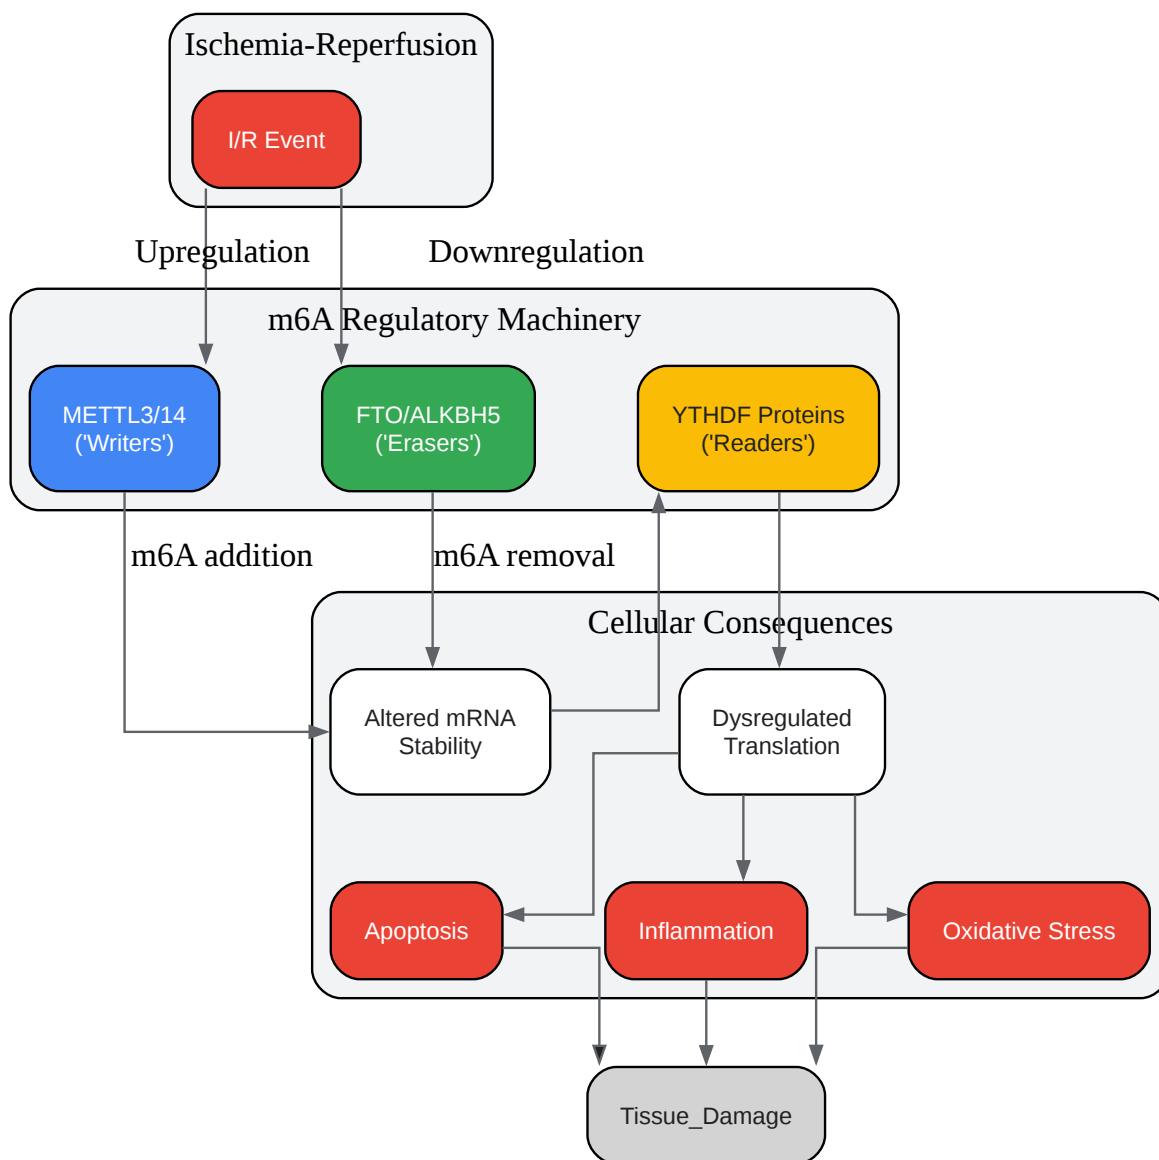 Ischemia-Reperfusion
I/R Event
Upregulation
Downregulation
m6A Regulatory Machinery
METTL3/14
('Writers')
FTO/ALKBH5
('Erasers')
YTHDF Proteins
('Readers')
m6A addition
m6A removal
Cellular Consequences
Altered mRNA
Stability
Dysregulated
Translation
Apoptosis
Inflammation
Oxidative Stress
Tissue_Damage